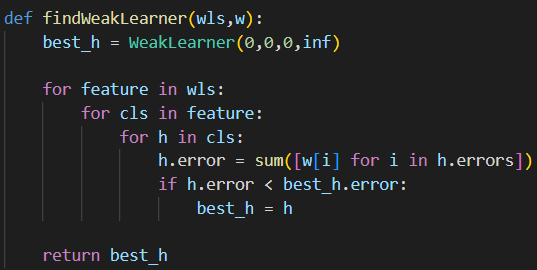 def findWeakLearner(wls,w):
    best_h = WeakLearner(0,0,0,inf)

    for feature in wls:
        for cls in feature:
            for h in cls:
                h.error = sum([w[i] for i in h.errors])
                if h.error < best_h.error:
                    best_h = h

    return best_h